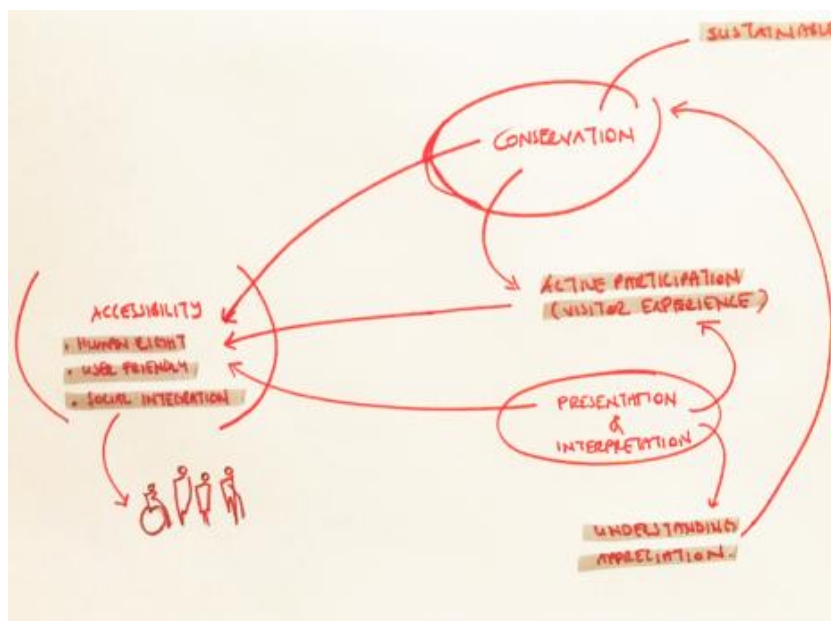 SUSTAINABLE
CONSERVATION
ACTIVE PARTICIPATION
(VISITOR EXPERIENCE)
ACCESSIBILITY
• HUMAN RIGHT
• USER FRIENDLY
• SOCIAL INTEGRATION
PRESENTATION
&
INTERPRETATION
UNDERSTANDING
APPRECIATION..